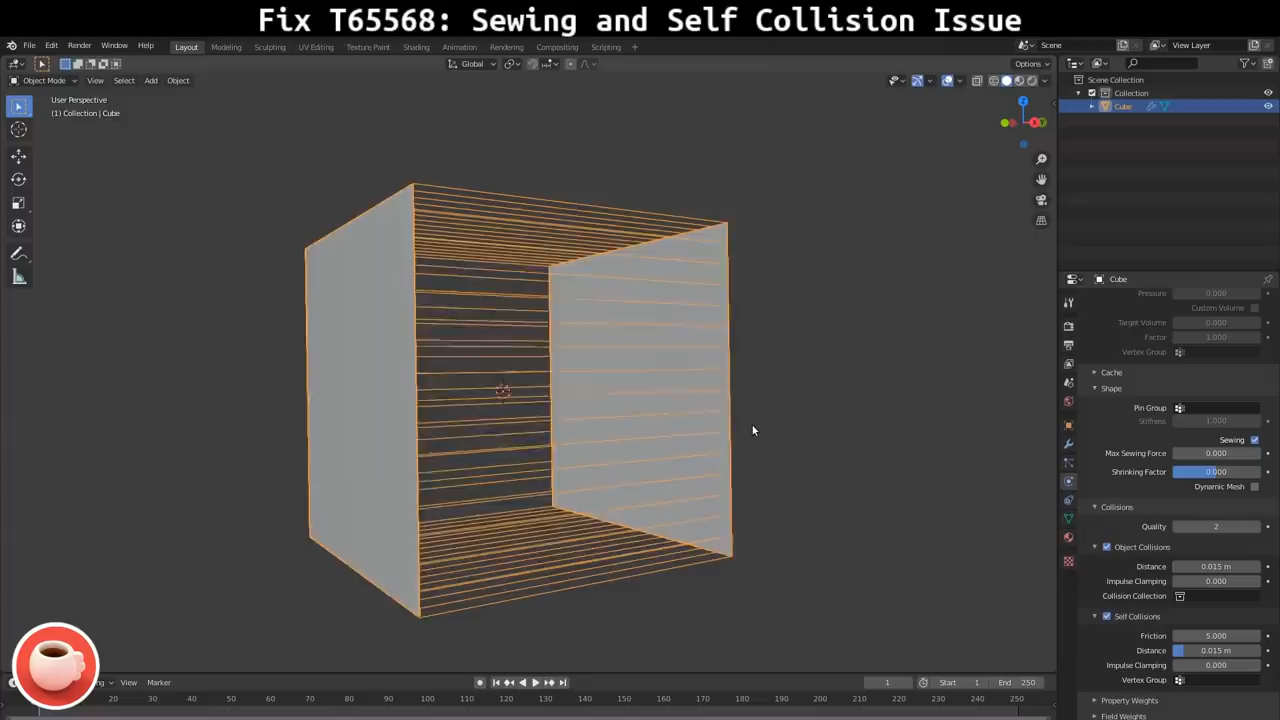 Fix T65568: Sewing and Self Collision Issue
File Edit Render Window Help Layout Modeling Sculpting UV Editing Texture Paint Shading Animation Rendering Compositing Scripting + Scene View Layer
Global Options
Object Mode View Select Add Object
User Perspective
(1) Collection | Cube
Scene Collection
Collection
Cube
Z
X
Y
Cube
Pressure 0.000
Custom Volume
Target Volume 0.000
Factor 1.000
Vertex Group
Cache
Shape
Pin Group
Stiffness 1.000
Sewing
Max Sewing Force 0.000
Shrinking Factor 0.000
Dynamic Mesh
Collisions
Quality 2
Object Collisions
Distance 0.015 m
Impulse Clamping 0.000
Collision Collection
Self Collisions
Friction 5.000
Distance 0.015 m
Impulse Clamping 0.000
Vertex Group
Property Weights
Field Weights
View Marker 1 Start 1 End 250
20 30 40 50 60 70 80 90 100 110 120 130 140 150 160 170 180 190 200 210 220 230 240 250